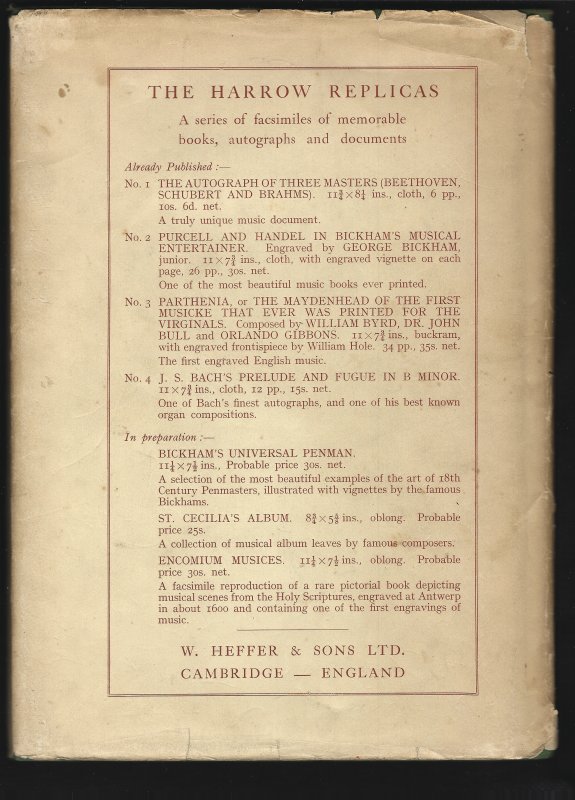 THE HARROW REPLICAS
A series of facsimiles of memorable
books, autographs and documents
Already Published :—
No. 1 THE AUTOGRAPH OF THREE MASTERS (BEETHOVEN,
SCHUBERT AND BRAHMS). 11¾×8¼ ins., cloth, 6 pp.,
10s. 6d. net.
A truly unique music document.
No. 2 PURCELL AND HANDEL IN BICKHAM'S MUSICAL
ENTERTAINER. Engraved by GEORGE BICKHAM,
junior. 11×7¾ ins., cloth, with engraved vignette on each
page, 26 pp., 30s. net.
One of the most beautiful music books ever printed.
No. 3 PARTHENIA, or THE MAYDENHEAD OF THE FIRST
MUSICKE THAT EVER WAS PRINTED FOR THE
VIRGINALS. Composed by WILLIAM BYRD, DR. JOHN
BULL and ORLANDO GIBBONS. 11×7¾ ins., buckram,
with engraved frontispiece by William Hole. 34 pp., 35s. net.
The first engraved English music.
No. 4 J. S. BACH'S PRELUDE AND FUGUE IN B MINOR.
11×7¾ ins., cloth, 12 pp., 15s. net.
One of Bach's finest autographs, and one of his best known
organ compositions.
In preparation :—
BICKHAM'S UNIVERSAL PENMAN.
11¼×7½ ins., Probable price 30s. net.
A selection of the most beautiful examples of the art of 18th
Century Penmasters, illustrated with vignettes by the famous
Bickhams.
ST. CECILIA'S ALBUM. 8¾×5¾ ins., oblong. Probable
price 25s.
A collection of musical album leaves by famous composers.
ENCOMIUM MUSICES. 11¼×7½ ins., oblong. Probable
price 30s. net.
A facsimile reproduction of a rare pictorial book depicting
musical scenes from the Holy Scriptures, engraved at Antwerp
in about 1600 and containing one of the first engravings of
music.
W. HEFFER & SONS LTD.
CAMBRIDGE — ENGLAND